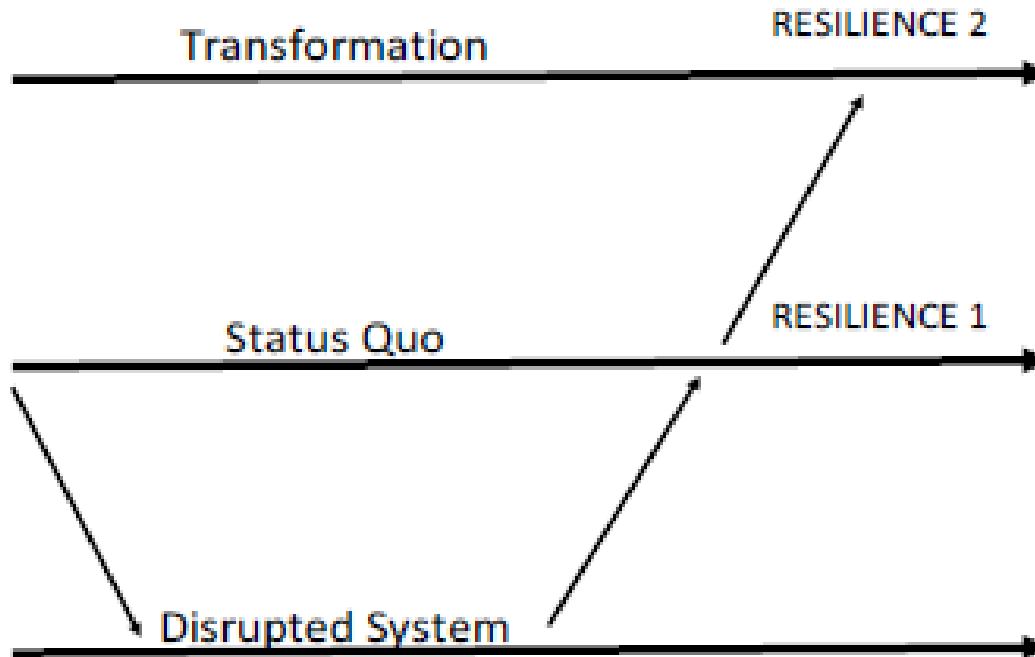 Transformation
RESILIENCE 2
Status Quo
RESILIENCE 1
Disrupted System